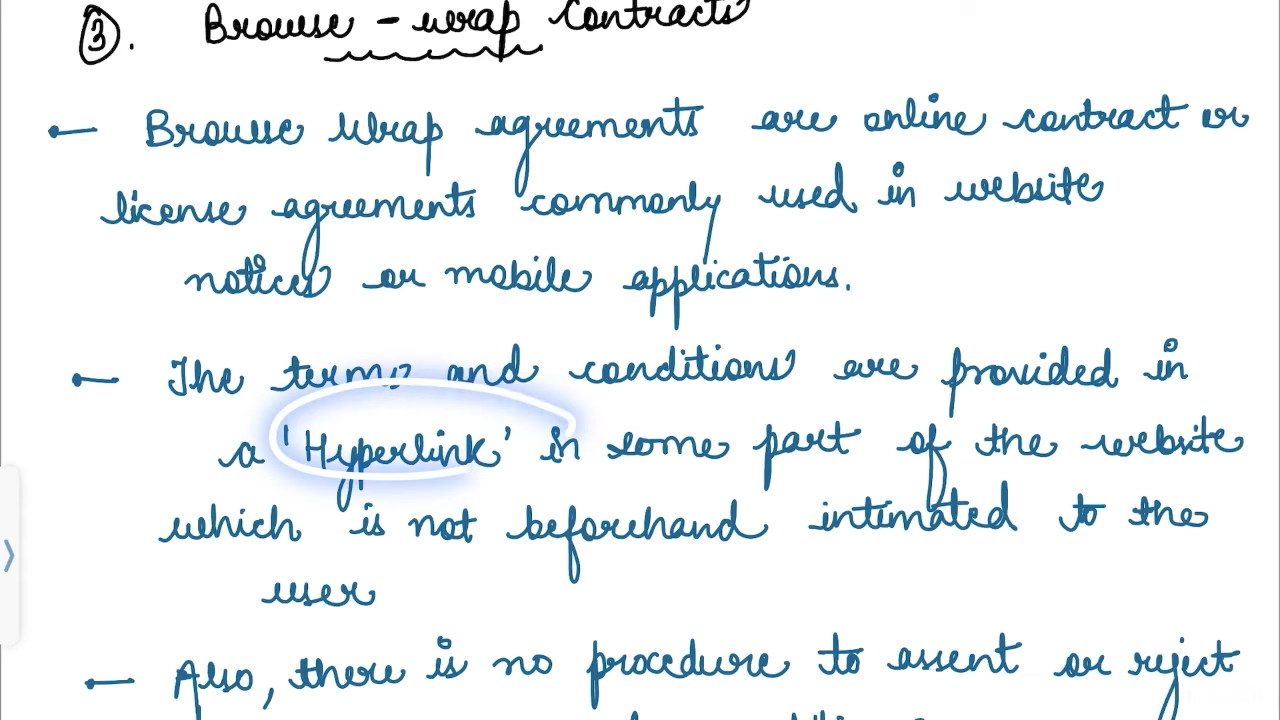 3. Browse - wrap contracts
— Browse Wrap agreements are online contract or
license agreements commonly used in website
notices or mobile applications.
— The terms and conditions are provided in
a 'Hyperlink' in some part of the website
which is not beforehand intimated to the
user
— Also, there is no procedure to assent or reject